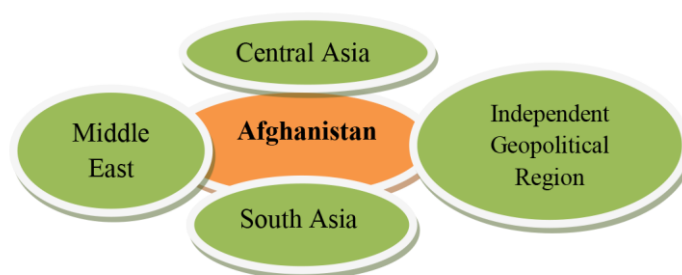 Central Asia
Middle
East
Afghanistan
Independent
Geopolitical
Region
South Asia